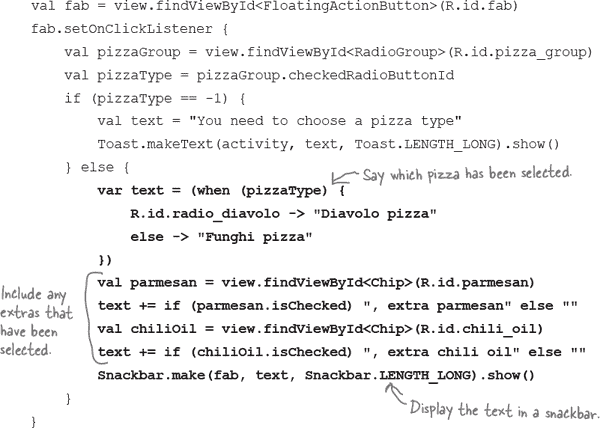 val fab = view.findViewById<FloatingActionButton>(R.id.fab)
fab.setOnClickListener {
val pizzaGroup = view.findViewById<RadioGroup>(R.id.pizza_group)
val pizzaType = pizzaGroup.checkedRadioButtonId
if (pizzaType == -1) {
val text = "You need to choose a pizza type"
Toast.makeText(activity, text, Toast.LENGTH_LONG).show()
} else {
Say which pizza has been selected.
var text = (when (pizzaType) {
R.id.radio_diavolo -> "Diavolo pizza"
else -> "Funghi pizza"
})
Include any
extras that
have been
selected.
val parmesan = view.findViewById<Chip>(R.id.parmesan)
text += if (parmesan.isChecked) ", extra parmesan" else ""
val chiliOil = view.findViewById<Chip>(R.id.chili_oil)
text += if (chiliOil.isChecked) ", extra chili oil" else ""
Snackbar.make(fab, text, Snackbar.LENGTH_LONG).show()
}
Display the text in a snackbar.
}